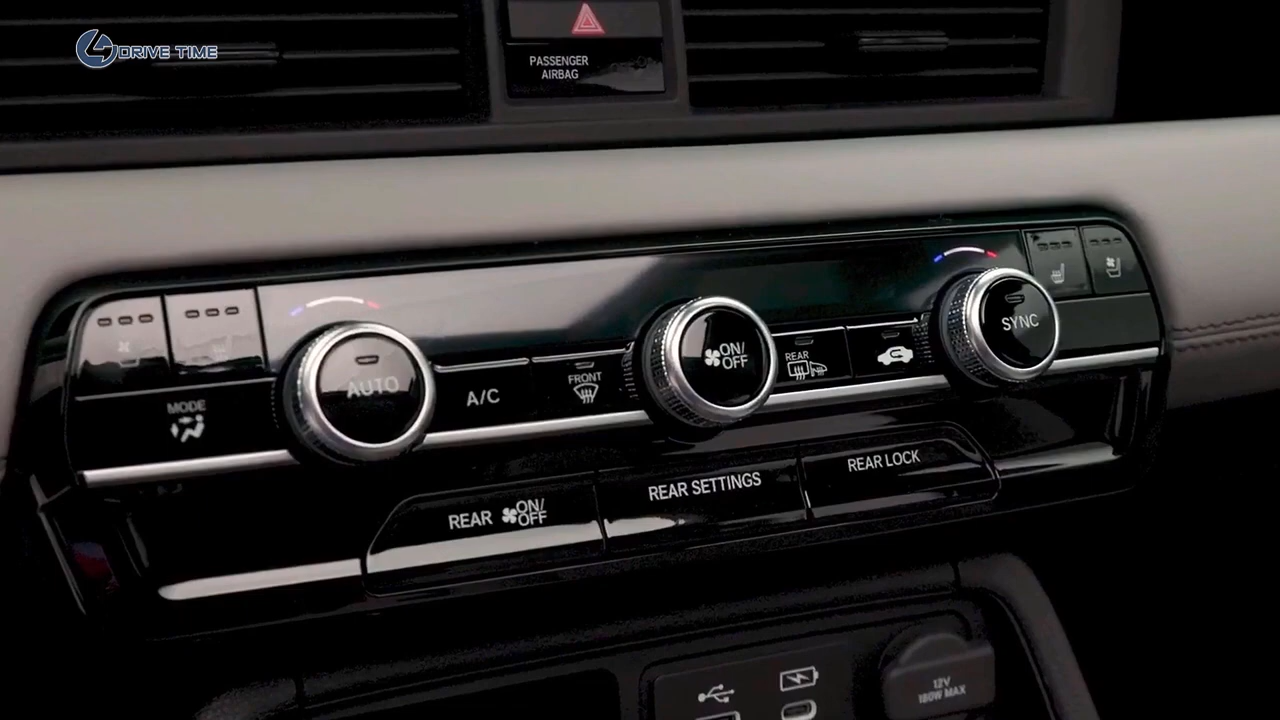 DRIVE TIME
PASSENGER
AIRBAG
MODE
AUTO
A/C
FRONT
ON/
OFF
REAR
SYNC
REAR ON/
OFF
REAR SETTINGS
REAR LOCK
12V
180W MAX